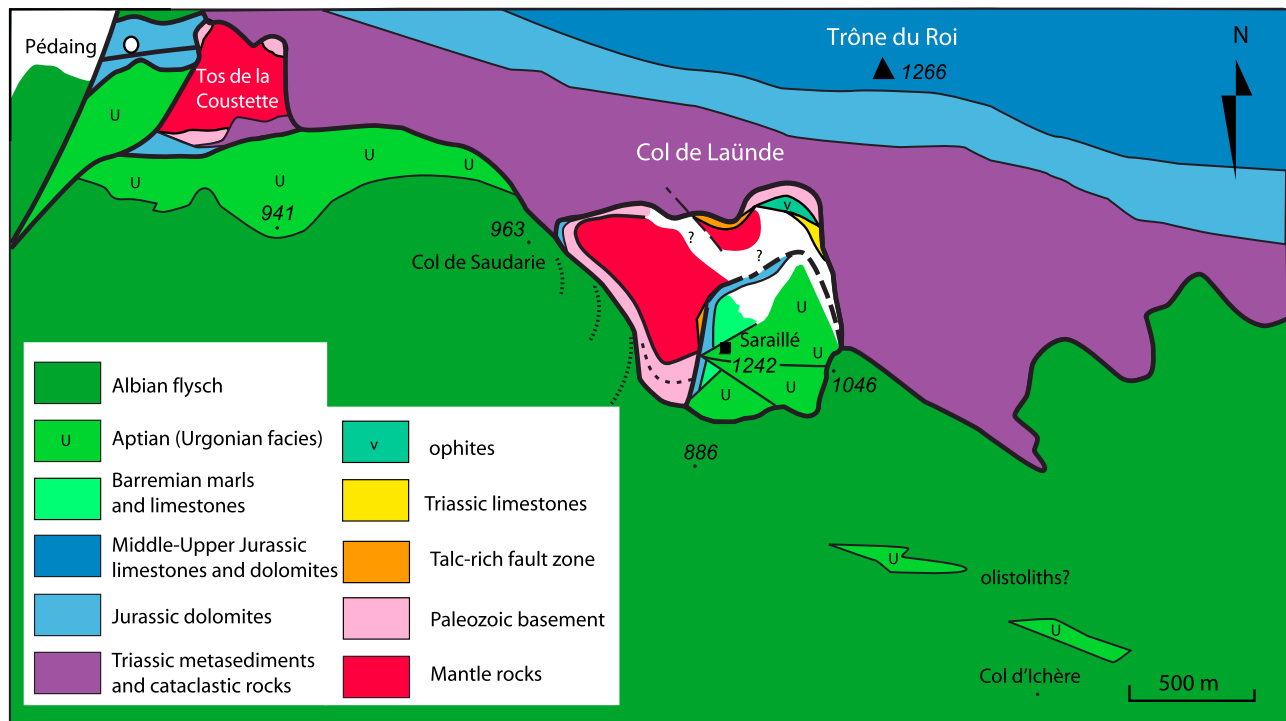 Pédaing
Trône du Roi
1266
N
Tos de la
Coustette
U
U
U
U
U
Col de Laünde
941
963
Col de Saudarie
v
?
?
U
Saraillé
1242
U
U
U
1046
886
U
olistoliths?
U
Col d'Ichère
500 m
Albian flysch
U
Aptian (Urgonian facies)
Barremian marls
and limestones
Middle-Upper Jurassic
limestones and dolomites
Jurassic dolomites
Triassic metasediments
and cataclastic rocks
v
ophites
Triassic limestones
Talc-rich fault zone
Paleozoic basement
Mantle rocks